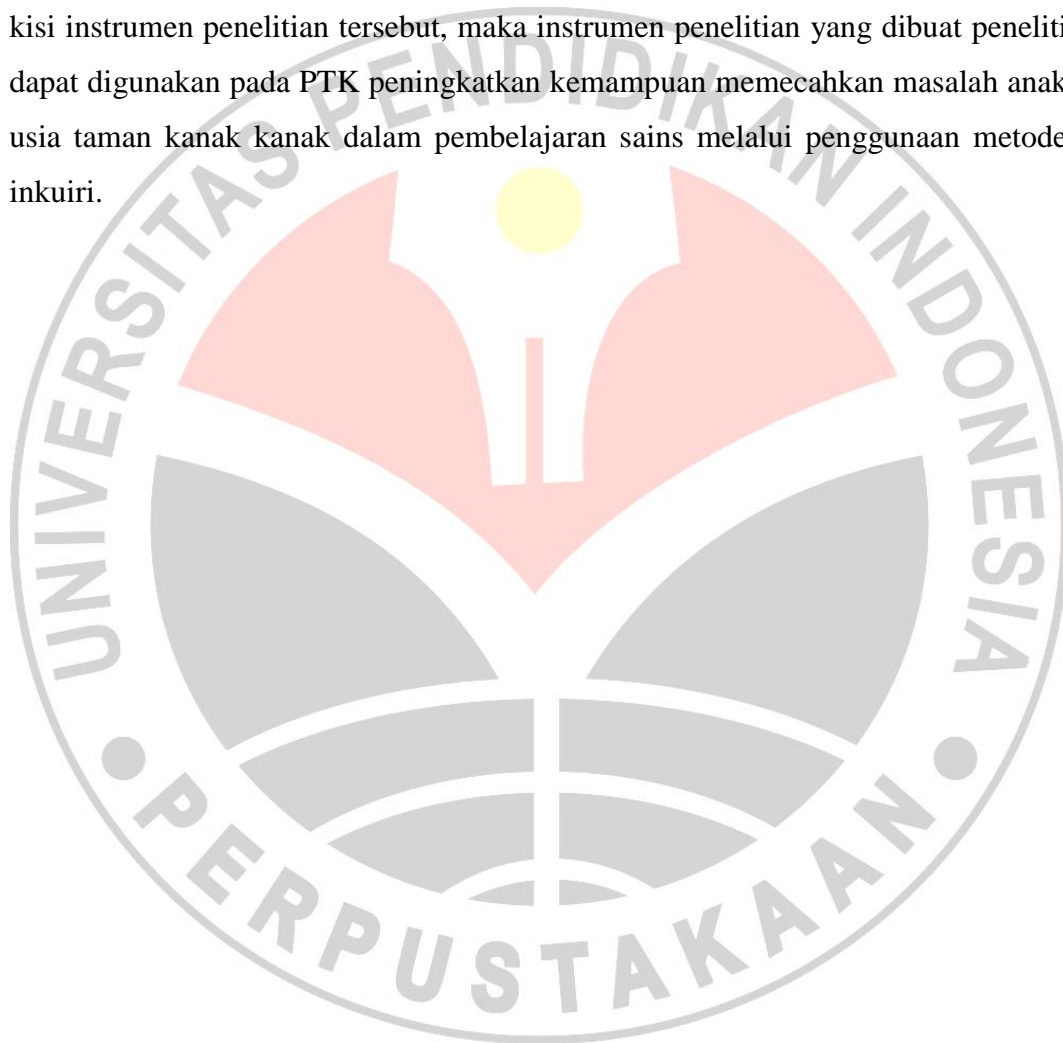 kisi instrumen penelitian tersebut, maka instrumen penelitian yang dibuat peneliti
dapat digunakan pada PTK peningkatkan kemampuan memecahkan masalah anak
usia taman kanak kanak dalam pembelajaran sains melalui penggunaan metode
inkuiri.
UNIVERSITAS PENDIDIKAN INDONESIA
PERPUSTAKAAN